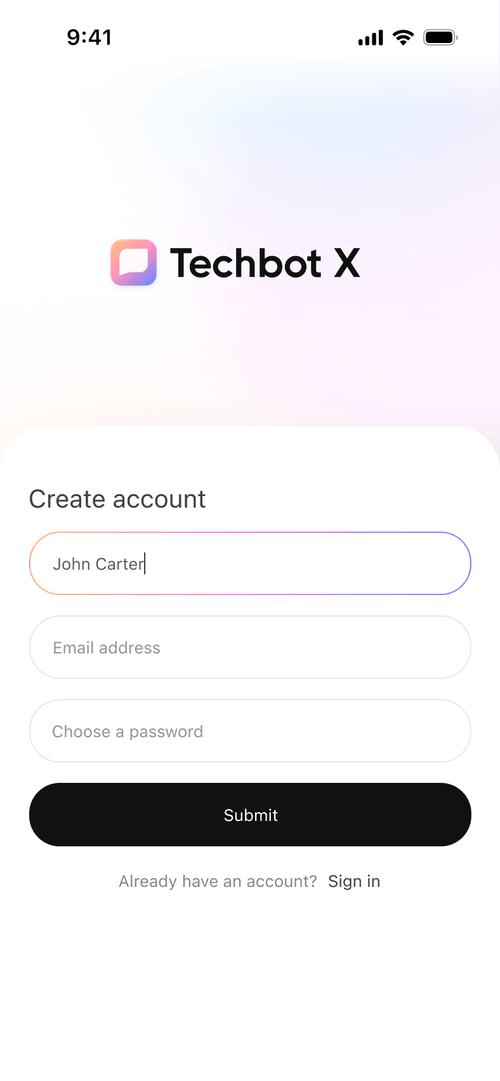 9:41
Techbot X
Create account
John Carter
Email address
Choose a password
Submit
Already have an account? Sign in